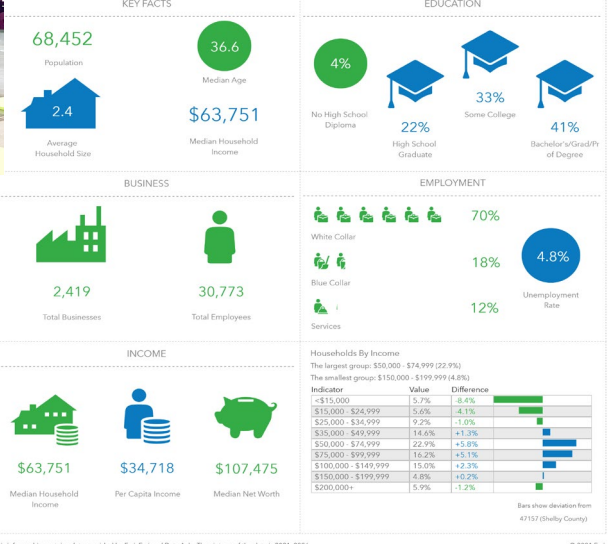 KEY FACTS
68,452
Population
36.6
Median Age
2.4
Average
Household Size
$63,751
Median Household
Income
EDUCATION
4%
No High School
Diploma
22%
High School
Graduate
33%
Some College
41%
Bachelor's/Grad/Pr
of Degree
BUSINESS
2,419
Total Businesses
30,773
Total Employees
EMPLOYMENT
70%
White Collar
18%
Blue Collar
12%
Services
4.8%
Unemployment
Rate
INCOME
$63,751
Median Household
Income
$34,718
Per Capita Income
$107,475
Median Net Worth
Households By Income
The largest group: $50,000 - $74,999 (22.9%)
The smallest group: $150,000 - $199,999 (4.8%)
Indicator Value Difference
<$15,000 5.7% -8.4%
$15,000 - $24,999 5.6% -4.1%
$25,000 - $34,999 9.2% -1.0%
$35,000 - $49,999 14.6% +1.3%
$50,000 - $74,999 22.9% +5.8%
$75,000 - $99,999 16.2% +5.1%
$100,000 - $149,999 15.0% +2.3%
$150,000 - $199,999 4.8% +0.2%
$200,000+ 5.9% -1.2%
Bars show deviation from
47157 (Shelby County)